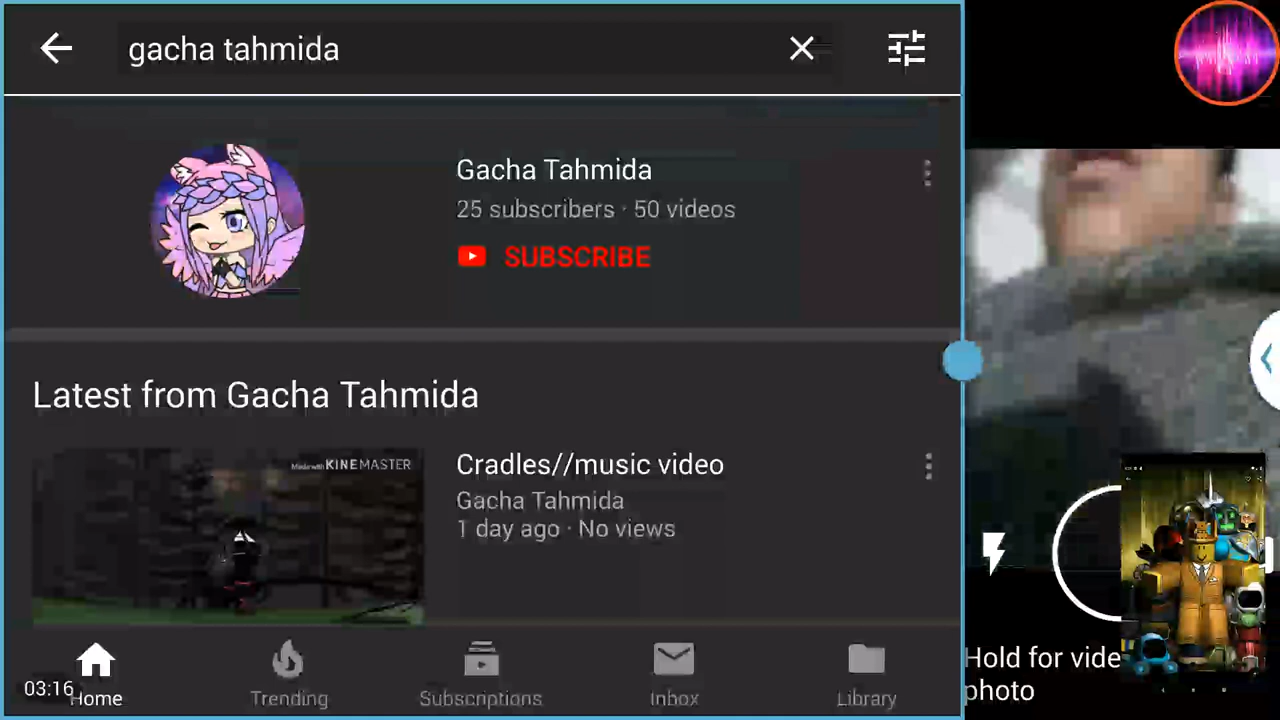 gacha tahmida
Gacha Tahmida
25 subscribers · 50 videos
SUBSCRIBE
Latest from Gacha Tahmida
Made with KINEMASTER
Cradles//music video
Gacha Tahmida
1 day ago · No views
03:16
Home
Trending
Subscriptions
Inbox
Library
Hold for vide
photo